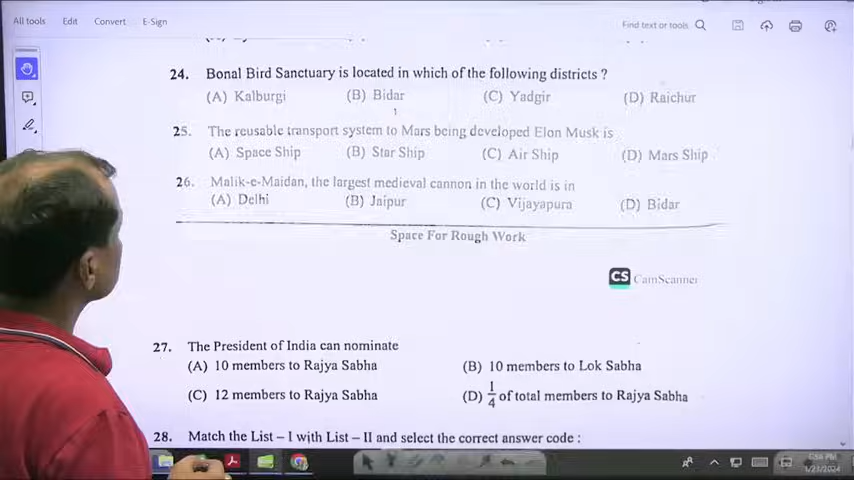 All tools Edit Convert E-Sign Find text or tools
24. Bonal Bird Sanctuary is located in which of the following districts ?
(A) Kalburgi (B) Bidar (C) Yadgir (D) Raichur
25. The reusable transport system to Mars being developed Elon Musk is
(A) Space Ship (B) Star Ship (C) Air Ship (D) Mars Ship
26. Malik-e-Maidan, the largest medieval cannon in the world is in
(A) Delhi (B) Jaipur (C) Vijayapura (D) Bidar
Space For Rough Work
CS CamScanner
27. The President of India can nominate
(A) 10 members to Rajya Sabha (B) 10 members to Lok Sabha
(C) 12 members to Rajya Sabha (D) 1/4 of total members to Rajya Sabha
28. Match the List – I with List – II and select the correct answer code :
1/21/2024